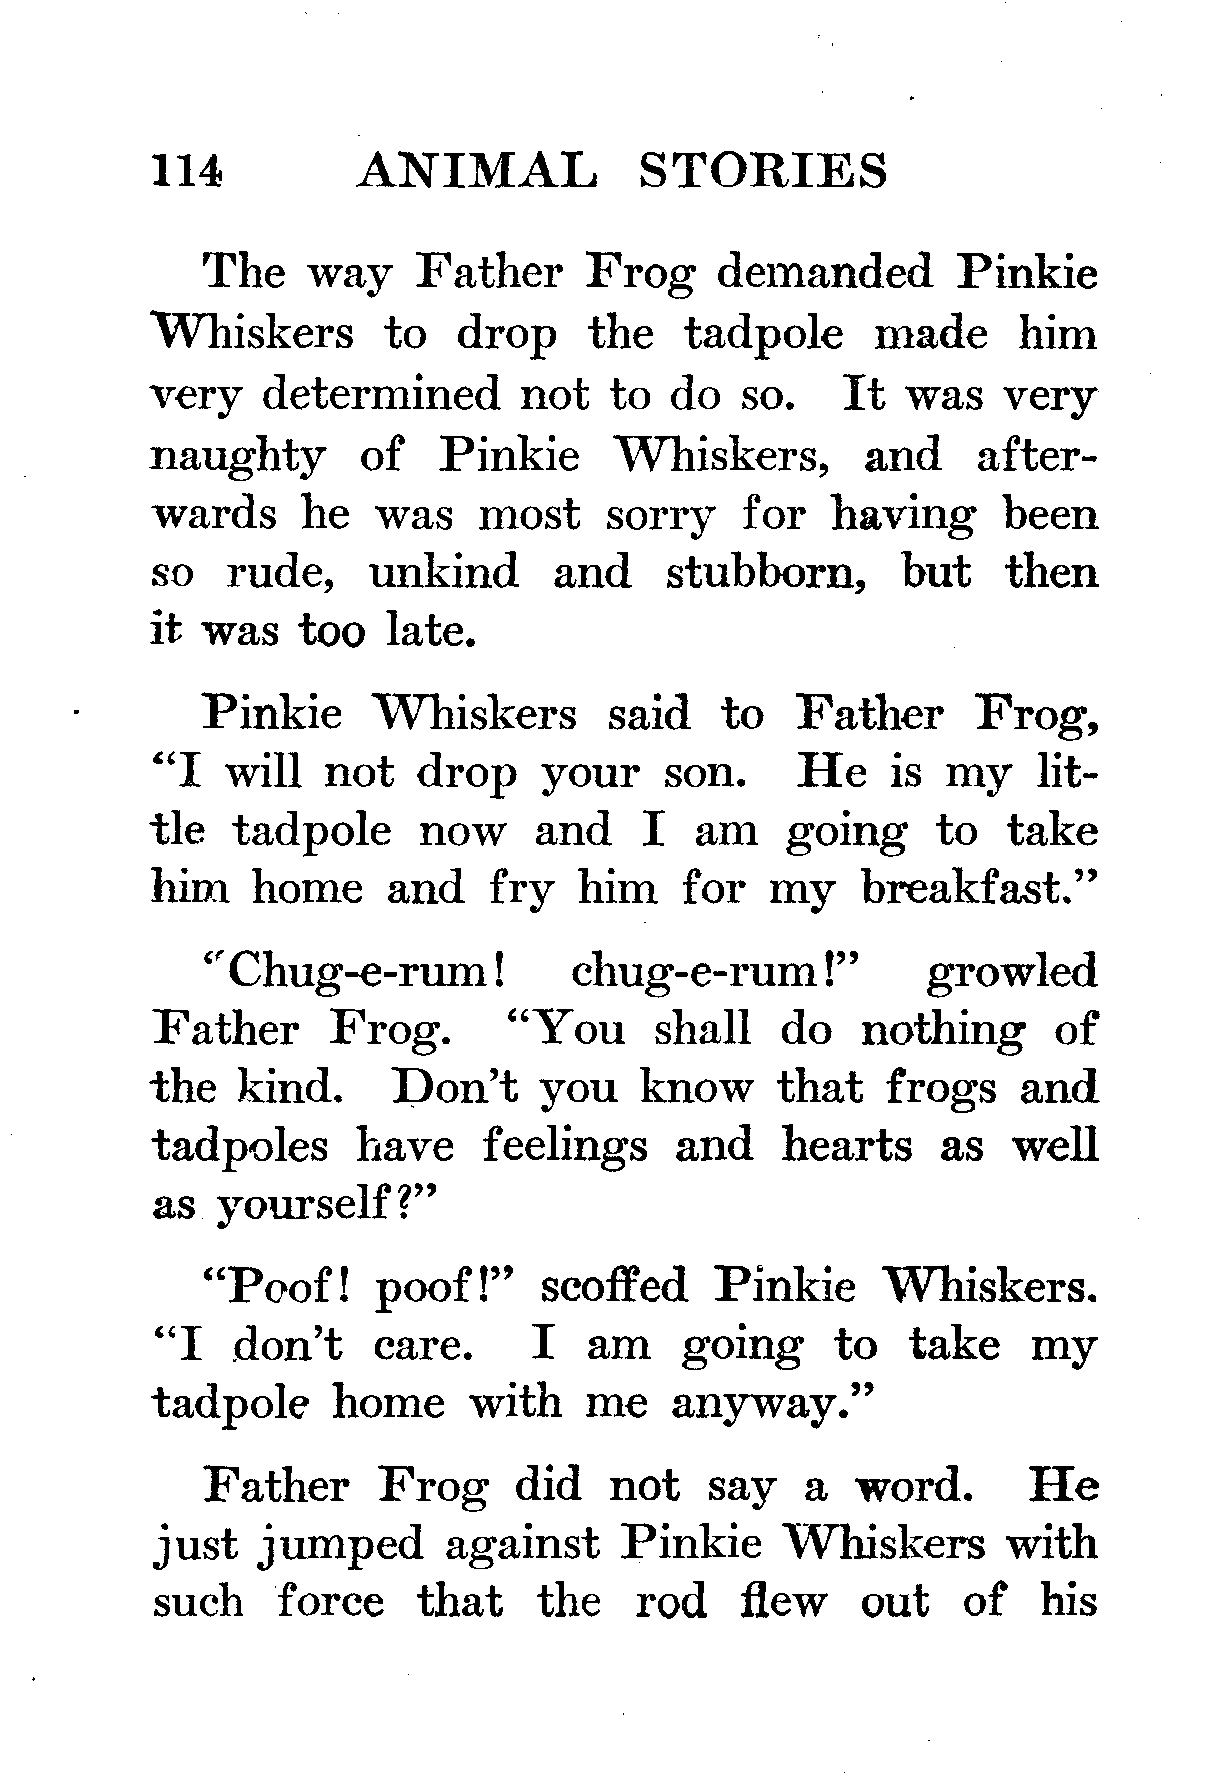 114 ANIMAL STORIES
The way Father Frog demanded Pinkie
Whiskers to drop the tadpole made him
very determined not to do so. It was very
naughty of Pinkie Whiskers, and after-
wards he was most sorry for having been
so rude, unkind and stubborn, but then
it was too late.
Pinkie Whiskers said to Father Frog,
“I will not drop your son. He is my lit-
tle tadpole now and I am going to take
him home and fry him for my breakfast.”
“Chug-e-rum! chug-e-rum!” growled
Father Frog. “You shall do nothing of
the kind. Don’t you know that frogs and
tadpoles have feelings and hearts as well
as yourself?”
“Poof! poof!” scoffed Pinkie Whiskers.
“I don’t care. I am going to take my
tadpole home with me anyway.”
Father Frog did not say a word. He
just jumped against Pinkie Whiskers with
such force that the rod flew out of his